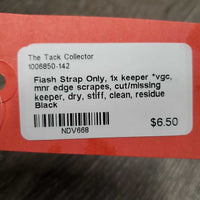 The Tack Collector
1006850-142
Flash Strap Only, 1x keeper *vgc,
mnr edge scrapes, cut/missing
keeper, dry, stiff, clean, residue
Black
NDV668
$6.50